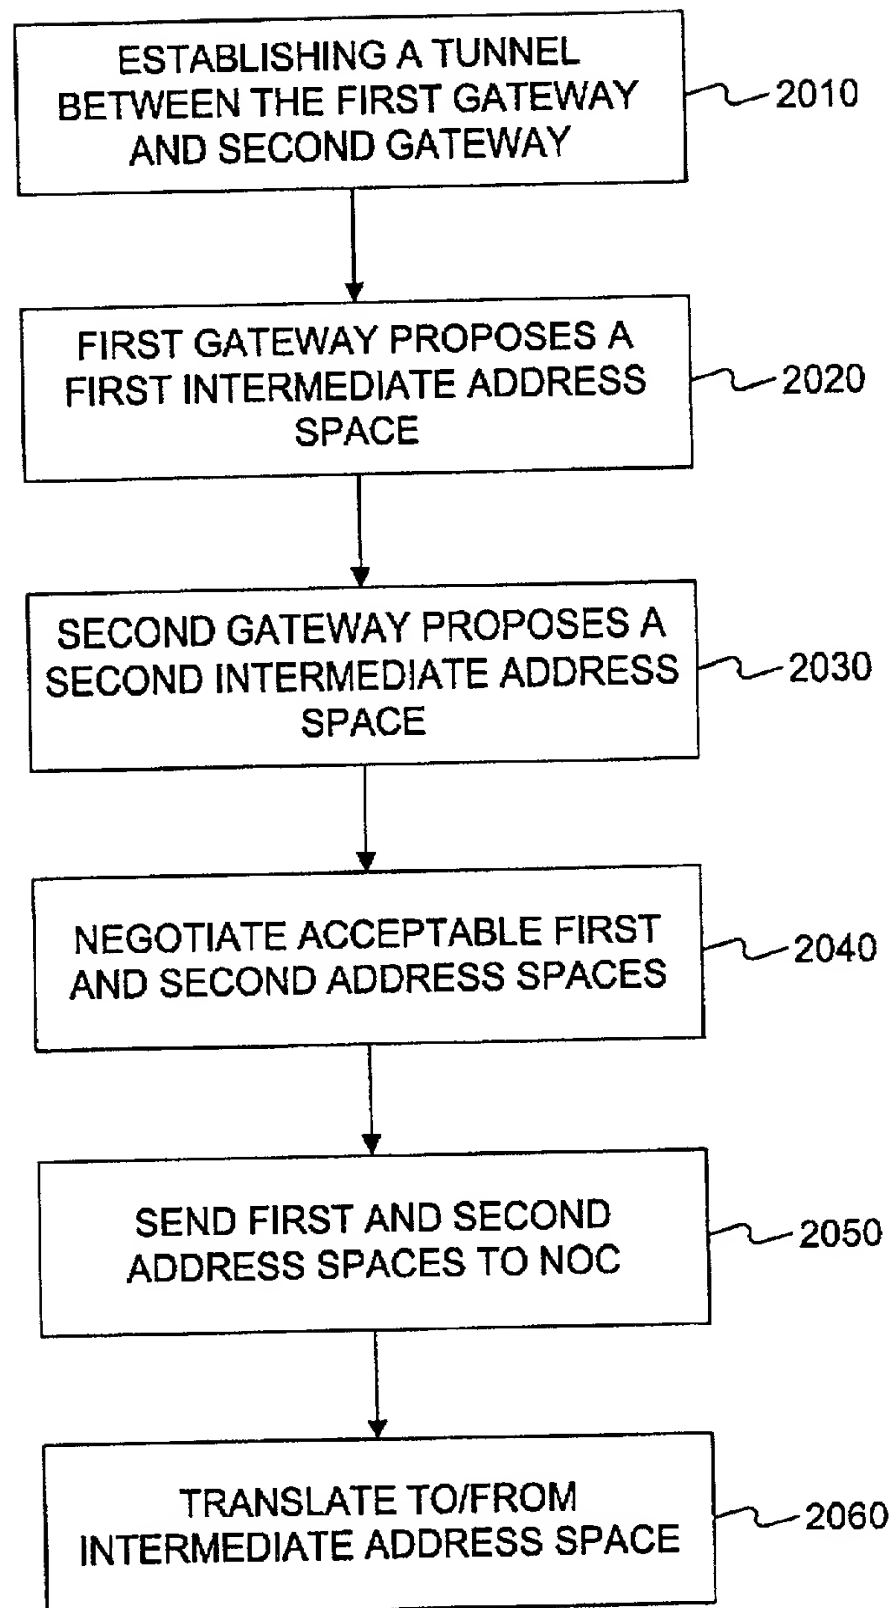 ESTABLISHING A TUNNEL
BETWEEN THE FIRST GATEWAY
AND SECOND GATEWAY
2010
FIRST GATEWAY PROPOSES A
FIRST INTERMEDIATE ADDRESS
SPACE
2020
SECOND GATEWAY PROPOSES A
SECOND INTERMEDIATE ADDRESS
SPACE
2030
NEGOTIATE ACCEPTABLE FIRST
AND SECOND ADDRESS SPACES
2040
SEND FIRST AND SECOND
ADDRESS SPACES TO NOC
2050
TRANSLATE TO/FROM
INTERMEDIATE ADDRESS SPACE
2060